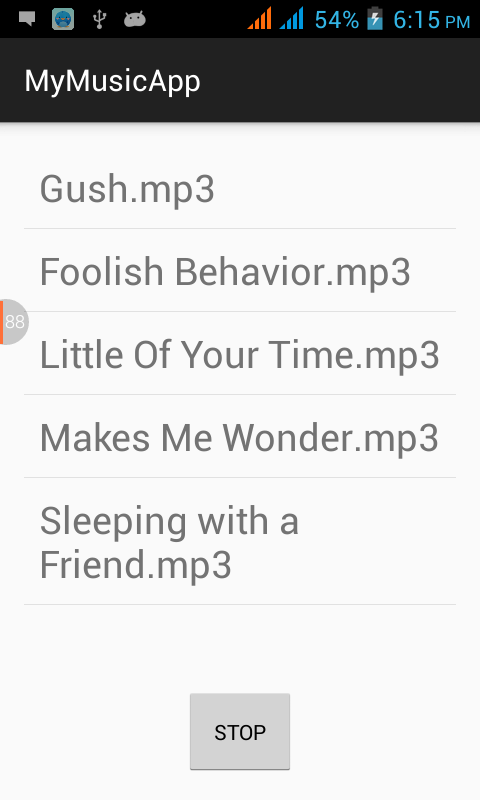 54% 6:15 PM
MyMusicApp
Gush.mp3
Foolish Behavior.mp3
88
Little Of Your Time.mp3
Makes Me Wonder.mp3
Sleeping with a
Friend.mp3
STOP